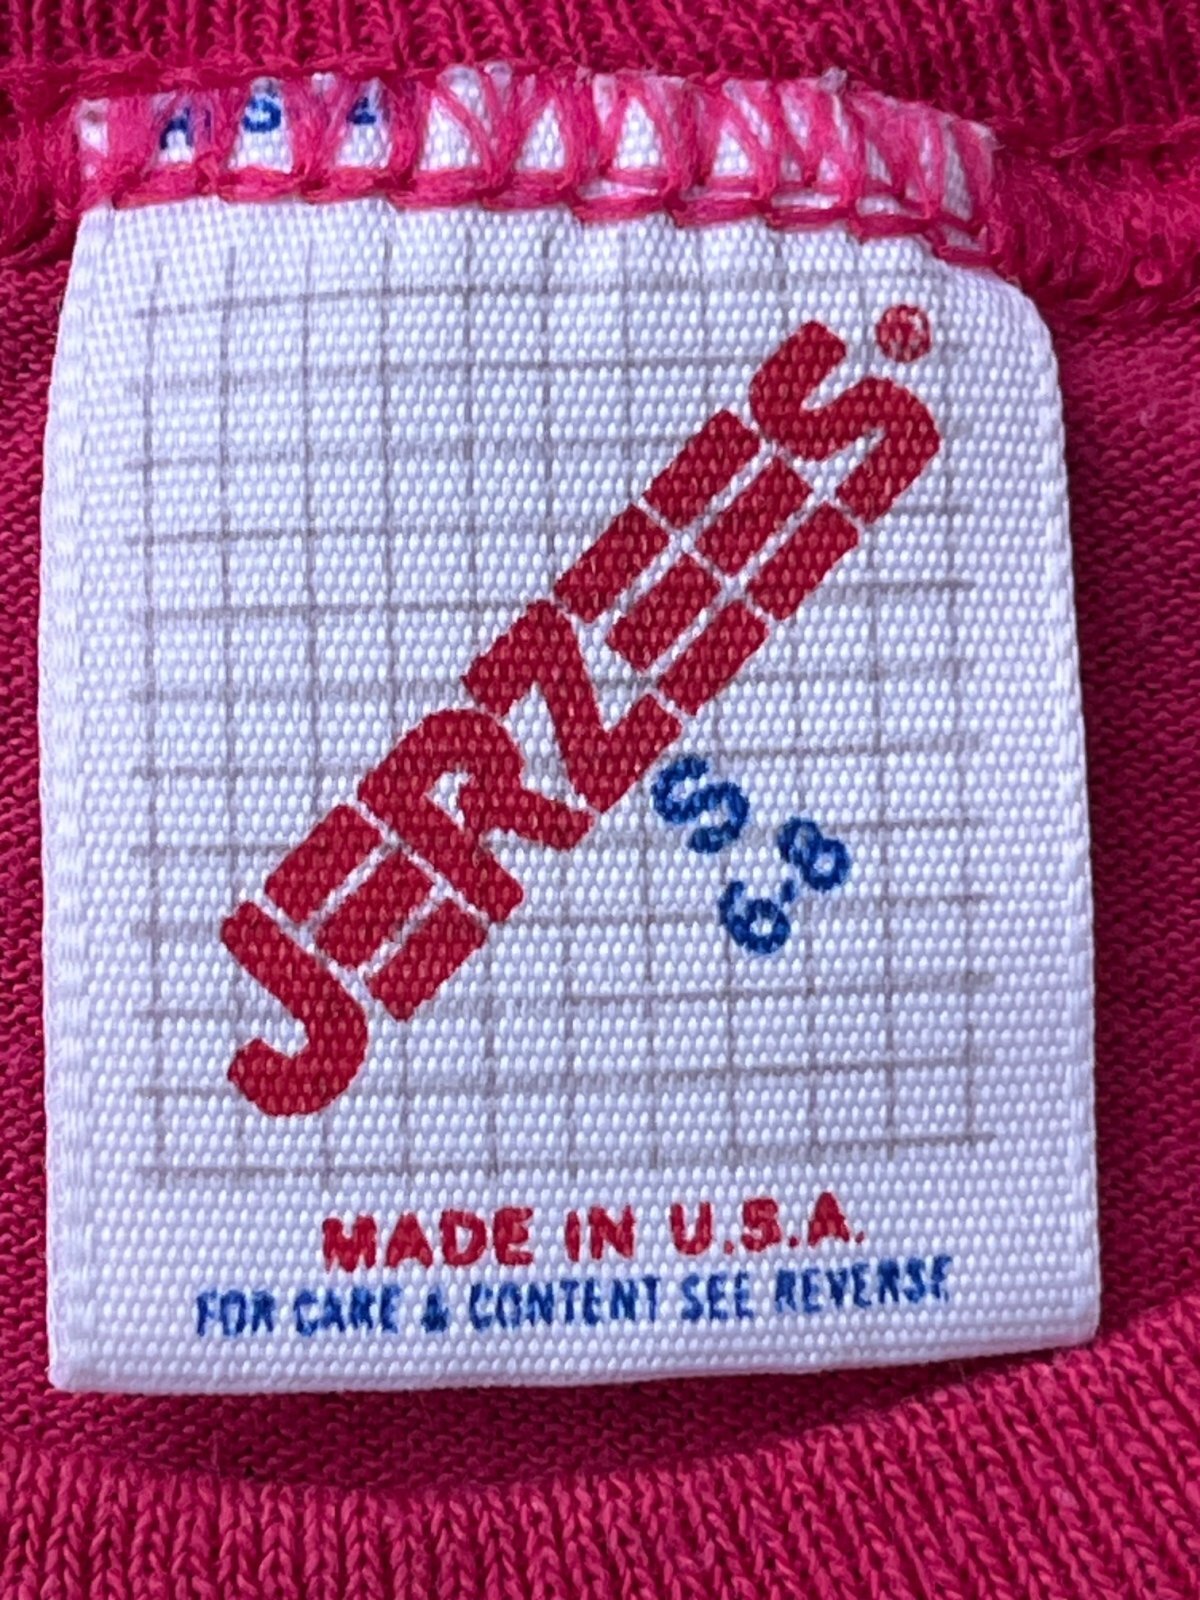 JERZEES®
S
6-8
MADE IN U.S.A.
FOR CARE & CONTENT SEE REVERSE